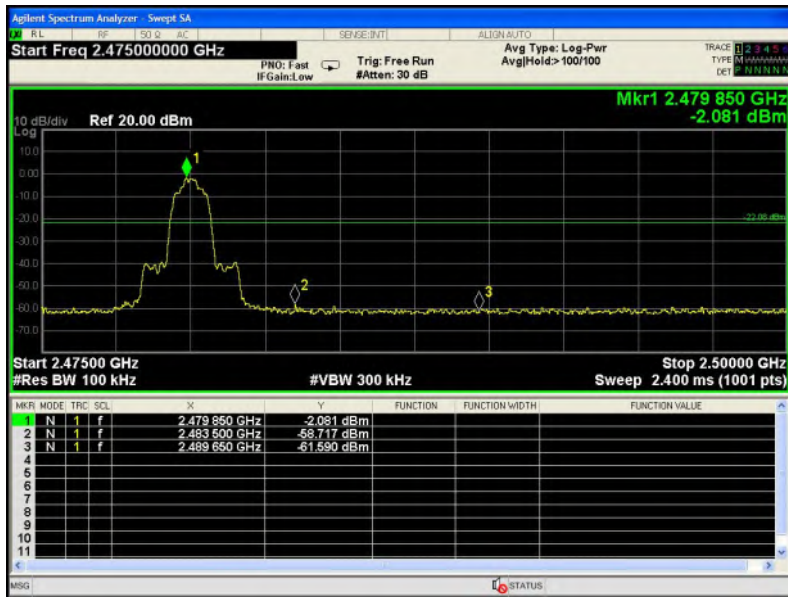 Agilent Spectrum Analyzer - Swept SA
RL RF 50 Ω AC SENSE:INT ALIGN AUTO
Start Freq 2.475000000 GHz
PNO: Fast
IFGain:Low
Trig: Free Run
#Atten: 30 dB
Avg Type: Log-Pwr
Avg|Hold:>100/100
TRACE 1 2 3 4 5 6
TYPE M
DET P N N N N N
Mkr1 2.479 850 GHz
-2.081 dBm
10 dB/div Ref 20.00 dBm
Log
10.0
0.00
-10.0
-20.0
-30.0
-40.0
-50.0
-60.0
-70.0
1
-22.08 dBm
2
3
Start 2.47500 GHz Stop 2.50000 GHz
#Res BW 100 kHz #VBW 300 kHz Sweep 2.400 ms (1001 pts)
MKR MODE TRC SCL X Y FUNCTION FUNCTION WIDTH FUNCTION VALUE
1 N 1 f 2.479 850 GHz -2.081 dBm
2 N 1 f 2.483 500 GHz -58.717 dBm
3 N 1 f 2.489 650 GHz -61.590 dBm
4
5
6
7
8
9
10
11
MSG STATUS